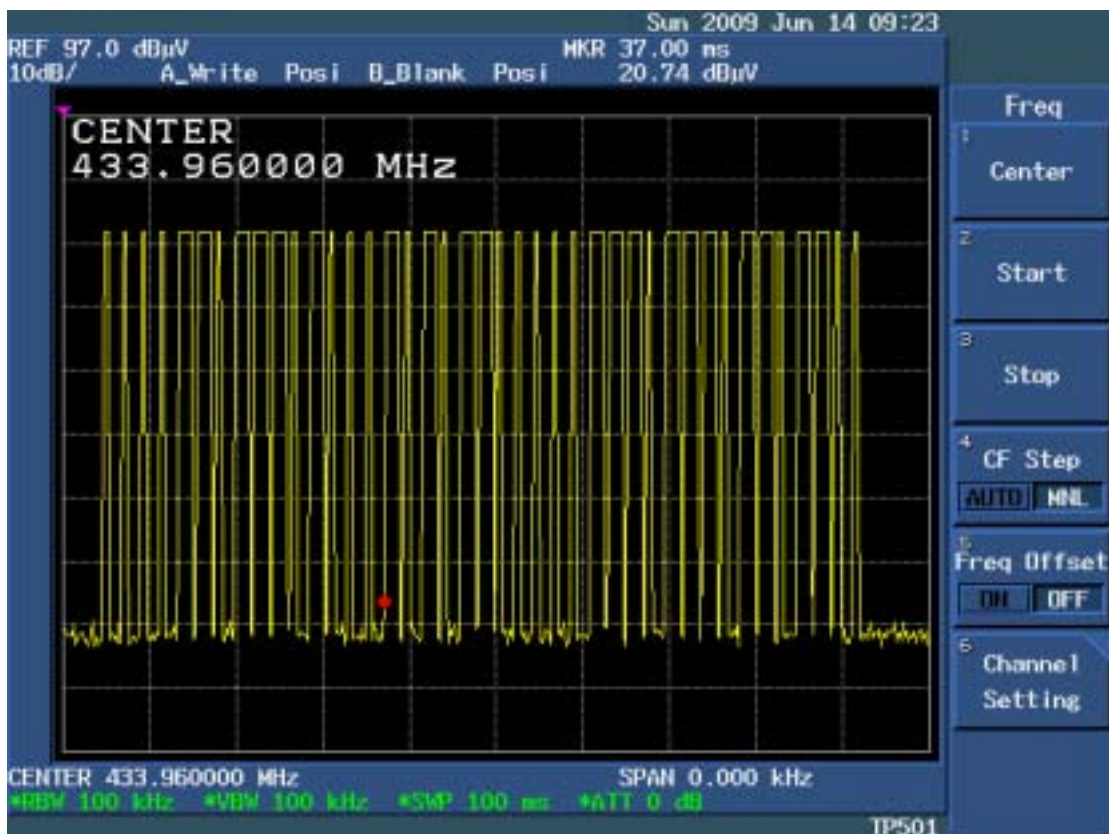 Sun 2009 Jun 14 09:23
REF 97.0 dBµV MKR 37.00 ms
10dB/ A_Write Posi B_Blank Posi 20.74 dBµV
CENTER
433.960000 MHz
Freq
1
Center
2
Start
3
Stop
4
CF Step
AUTO MNL
5
Freq Offset
ON OFF
6
Channel
Setting
CENTER 433.960000 MHz SPAN 0.000 kHz
*RBW 100 kHz *VBW 100 kHz *SWP 100 ms *ATT 0 dB
TP501